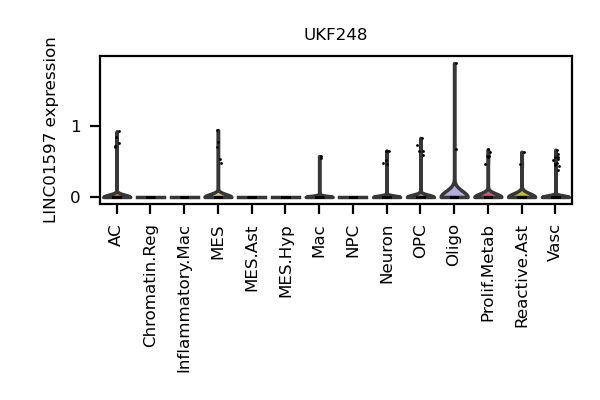 UKF248
LINC01597 expression
1
0
AC
Chromatin.Reg
Inflammatory.Mac
MES
MES.Ast
MES.Hyp
Mac
NPC
Neuron
OPC
Oligo
Prolif.Metab
Reactive.Ast
Vasc